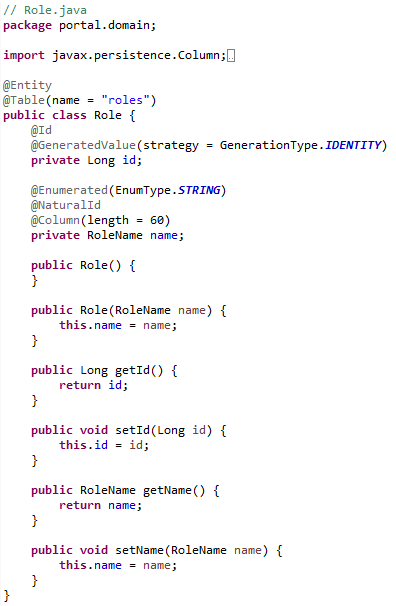 // Role.java
package portal.domain;

import javax.persistence.Column;

@Entity
@Table(name = "roles")
public class Role {
    @Id
    @GeneratedValue(strategy = GenerationType.IDENTITY)
    private Long id;

    @Enumerated(EnumType.STRING)
    @NaturalId
    @Column(length = 60)
    private RoleName name;

    public Role() {
    }

    public Role(RoleName name) {
        this.name = name;
    }

    public Long getId() {
        return id;
    }

    public void setId(Long id) {
        this.id = id;
    }

    public RoleName getName() {
        return name;
    }

    public void setName(RoleName name) {
        this.name = name;
    }
}